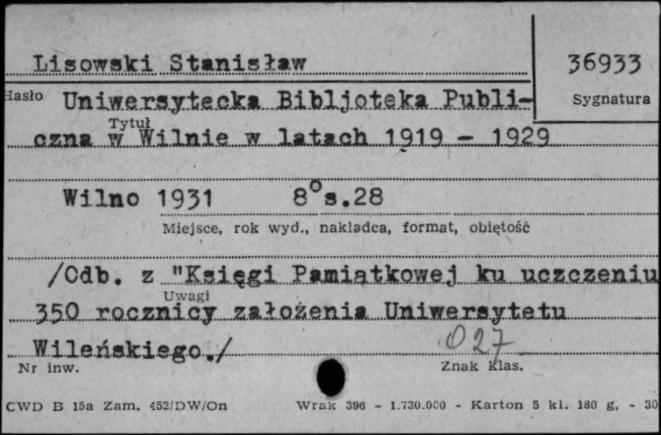 Lisowski Stanisław
36933
Hasło
Sygnatura
Uniwersytecka Bibljoteka Publi-
Tytuł
czna w Wilnie w latach 1919 - 1929
Wilno 1931 8° s.28
Miejsce, rok wyd., nakładca, format, objętość
/Odb. z "Księgi Pamiątkowej ku uczczeniu
Uwagi
350 rocznicy założenia Uniwersytetu
Wileńskiego./
027
Nr inw.
Znak klas.
CWD B 15a Zam. 452/DW/On Wrak 396 - 1.730.000 - Karton 5 kl. 180 g. - 30